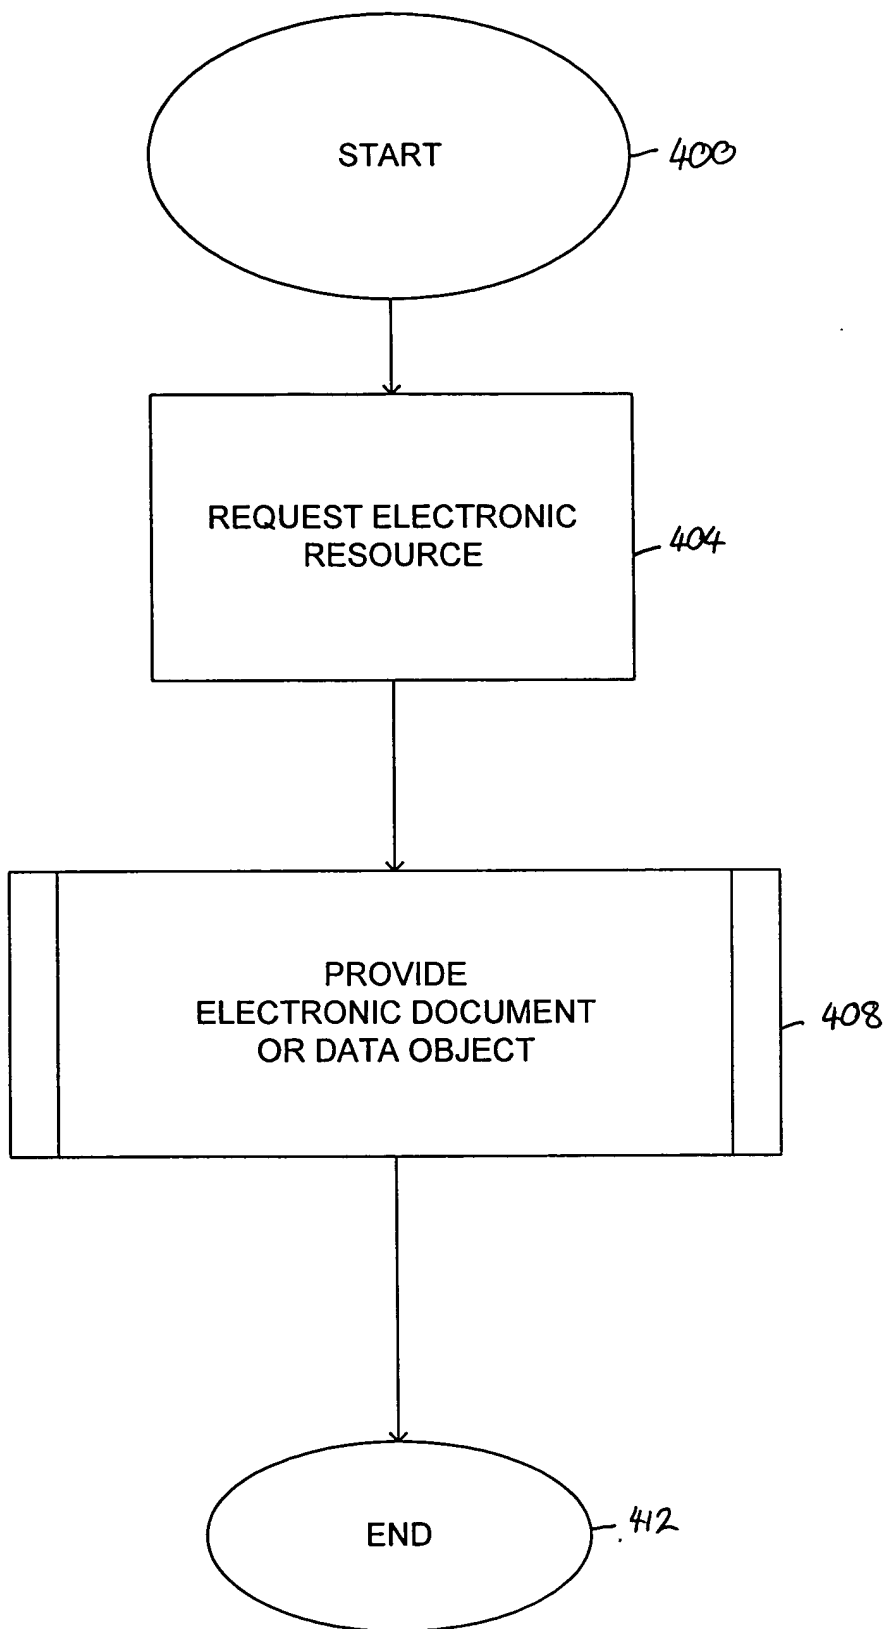 START
400
REQUEST ELECTRONIC
RESOURCE
404
PROVIDE
ELECTRONIC DOCUMENT
OR DATA OBJECT
408
END
412